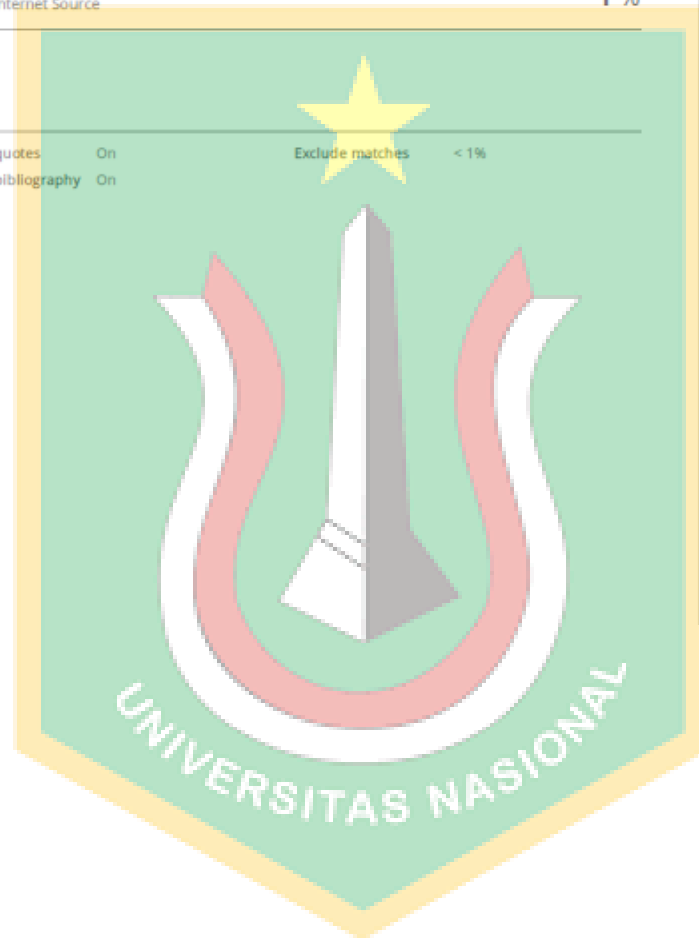 Internet Source
quotes On Exclude matches < 1%
bibliography On
UNIVERSITAS NASIONAL